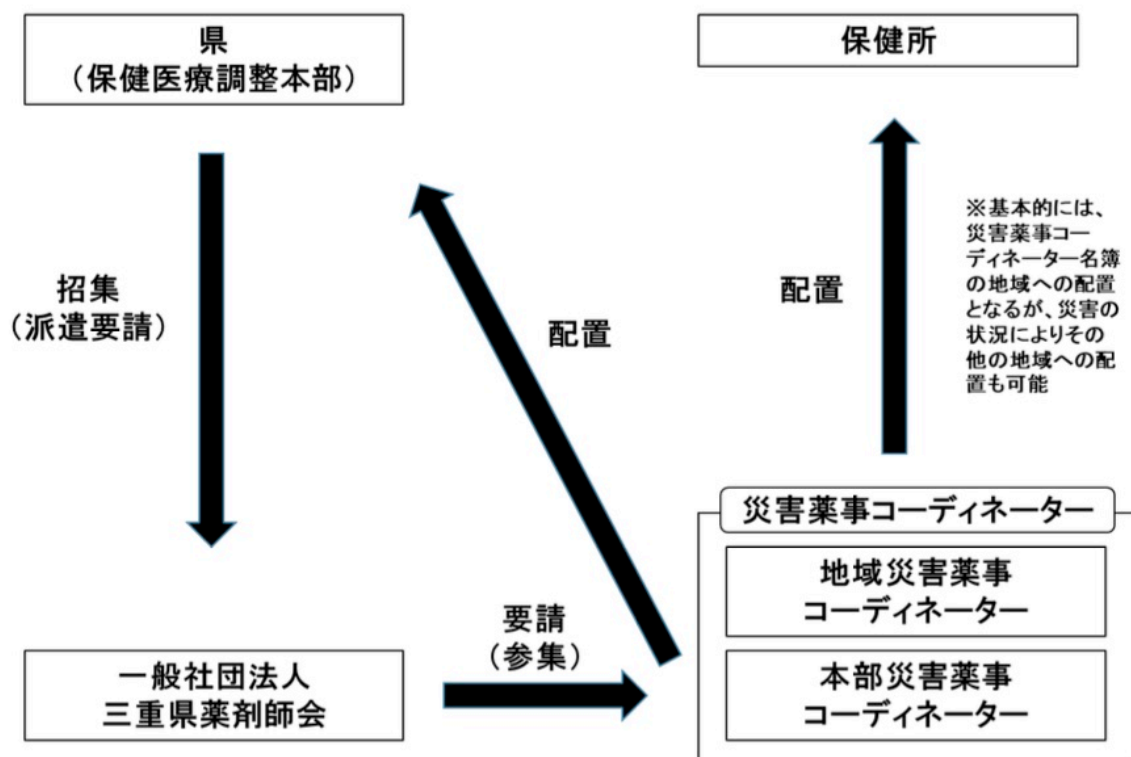 県
（保健医療調整本部）
保健所
招集
（派遣要請）
配置
配置
※基本的には、
災害薬事コー
ディネーター名簿
の地域への配置
となるが、災害の
状況によりその
他の地域への配
置も可能
災害薬事コーディネーター
地域災害薬事
コーディネーター
要請
（参集）
一般社団法人
三重県薬剤師会
本部災害薬事
コーディネーター